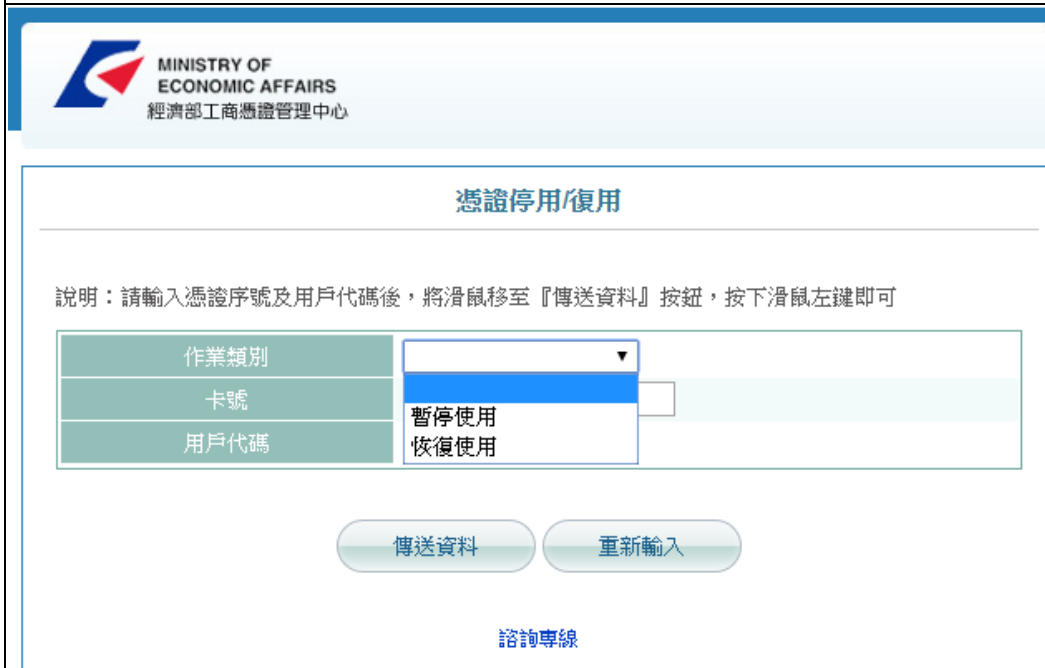 MINISTRY OF
ECONOMIC AFFAIRS
經濟部工商憑證管理中心
憑證停用/復用
說明：請輸入憑證序號及用戶代碼後，將滑鼠移至『傳送資料』按鈕，按下滑鼠左鍵即可
作業類別
卡號
暫停使用
用戶代碼
恢復使用
傳送資料 重新輸入
諮詢專線